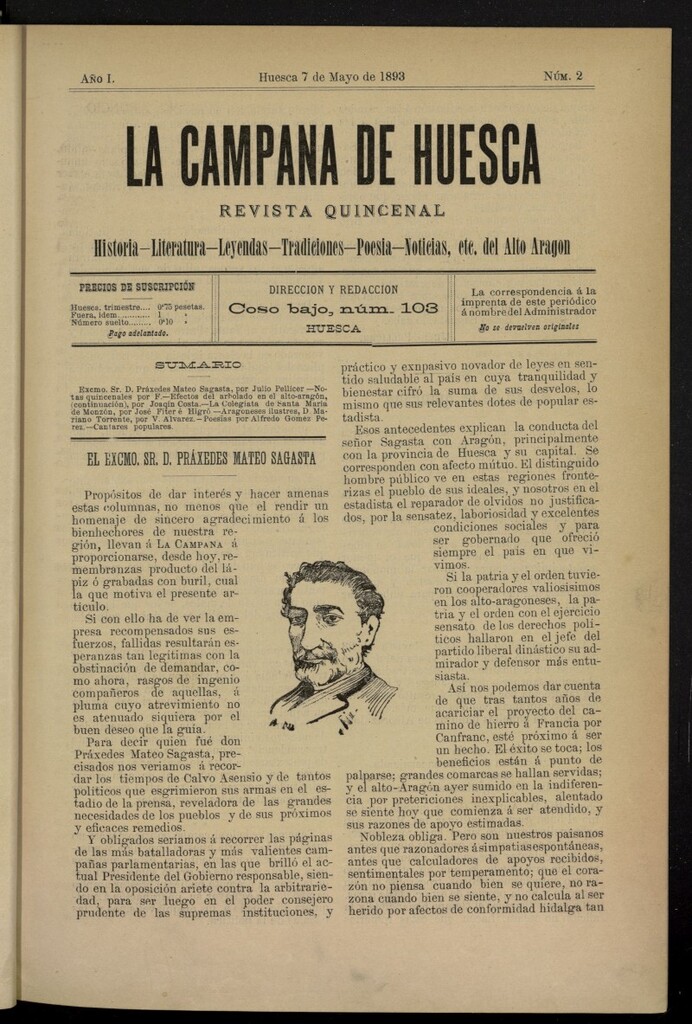 AÑO I.
Huesca 7 de Mayo de 1893
NÚM. 2
LA CAMPANA DE HUESCA
REVISTA QUINCENAL
Historia—Literatura—Leyendas—Tradiciones—Poesia—Noticias, etc. del Alto Aragon
PRECIOS DE SUSCRIPCIÓN
Huesca, trimestre.... 0'75 pesetas.
Fuera, idem............ 1 »
Número suelto....... 0'10 »
Pago adelantado.
DIRECCION Y REDACCION
Coso bajo, núm. 103
HUESCA
La correspondencia á la
imprenta de este periódico
á nombre del Administrador
No se devuelven originales
SUMARIO
Excmo. Sr. D. Práxedes Mateo Sagasta, por Julio Pellicer—No-
tas quincenales por F.—Efectos del arbolado en el alto-aragón,
(continuación), por Joaqin Costa.—La Colegiata de Santa Maria
de Monzón, por José Fiter é Higró—Aragoneses ilustres, D. Ma-
riano Torrente, por V. Alvarez.—Poesias por Alfredo Gomez Pe-
rez.—Cantares populares.
EL EXCMO. SR. D. PRÁXEDES MATEO SAGASTA
Propósitos de dar interés y hacer amenas
estas columnas, no menos que el rendir un
homenaje de sincero agradecimiento á los
bienhechores de nuestra re-
gión, llevan á LA CAMPANA á
proporcionarse, desde hoy, re-
membranzas producto del lá-
piz ó grabadas con buril, cual
la que motiva el presente ar-
tículo.
Si con ello ha de ver la em-
presa recompensados sus es-
fuerzos, fallidas resultarán es-
peranzas tan legitimas con la
obstinación de demandar, co-
mo ahora, rasgos de ingenio
compañeros de aquellas, á
pluma cuyo atrevimiento no
es atenuado siquiera por el
buen deseo que la guia.
Para decir quien fué don
Práxedes Mateo Sagasta, pre-
cisados nos veriamos á recor-
dar los tiempos de Calvo Asensio y de tantos
politicos que esgrimieron sus armas en el es-
tadio de la prensa, reveladora de las grandes
necesidades de los pueblos y de sus próximos
y eficaces remedios.
Y obligados seriamos á recorrer las páginas
de las más batalladoras y más valientes cam-
pañas parlamentarias, en las que brilló el ac-
tual Presidente del Gobierno responsable, sien-
do en la oposición ariete contra la arbitrarie-
dad, para ser luego en el poder consejero
prudente de las supremas instituciones, y
práctico y exnpasivo novador de leyes en sen-
tido saludable al país en cuya tranquilidad y
bienestar cifró la suma de sus desvelos, lo
mismo que sus relevantes dotes de popular es-
tadista.
Esos antecedentes explican la conducta del
señor Sagasta con Aragón, principalmente
con la provincia de Huesca y su capital. Se
corresponden con afecto mútuo. El distinguido
hombre público ve en estas regiones fronte-
rizas el pueblo de sus ideales, y nosotros en el
estadista el reparador de olvidos no justifica-
dos, por la sensatez, laboriosidad y excelentes
condiciones sociales y para
ser gobernado que ofreció
siempre el país en que vi-
vimos.
Si la patria y el orden tuvie-
ron cooperadores valiosísimos
en los alto-aragoneses, la pa-
tria y el orden con el ejercicio
sensato de los derechos poli-
ticos hallaron en el jefe del
partido liberal dinástico su ad-
mirador y defensor más entu-
siasta.
Así nos podemos dar cuenta
de que tras tantos años de
acariciar el proyecto del ca-
mino de hierro á Francia por
Canfranc, esté próximo á ser
un hecho. El éxito se toca; los
beneficios están á punto de
palparse; grandes comarcas se hallan servidas;
y el alto-Aragón ayer sumido en la indiferen-
cia por pretericiones inexplicables, alentado
se siente hoy que comienza á ser atendido, y
sus razones de apoyo estimadas.
Nobleza obliga. Pero son nuestros paisanos
antes que razonadores á simpatias espontáneas,
antes que calculadores de apoyos recibidos,
sentimentales por temperamento; que el cora-
zón no piensa cuando bien se quiere, no ra-
zona cuando bien se siente, y no calcula al ser
herido por afectos de conformidad hidalga tan